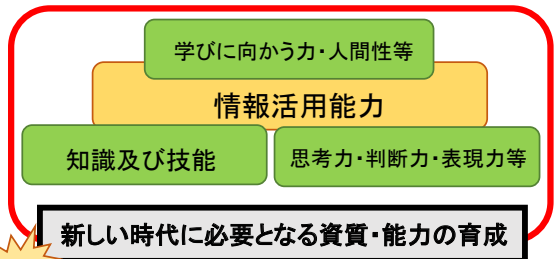 学びに向かう力・人間性等
情報活用能力
知識及び技能
思考力・判断力・表現力等
新しい時代に必要となる資質・能力の育成